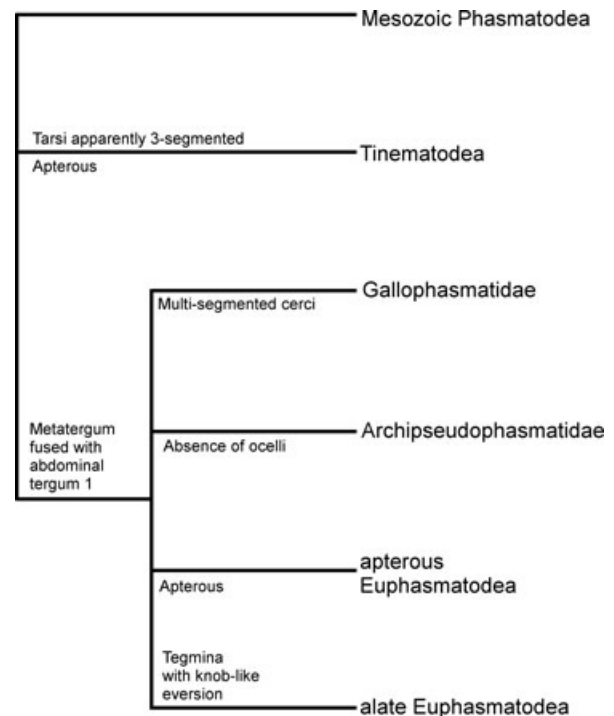 Mesozoic Phasmatodea
Tarsi apparently 3-segmented
Apterous
Tinematodea
Gallophasmatidae
Multi-segmented cerci
Metatergum
fused with
abdominal
tergum 1
Archipseudophasmatidae
Absence of ocelli
apterous
Euphasmatodea
Apterous
Tegmina
with knob-like
eversion
alate Euphasmatodea